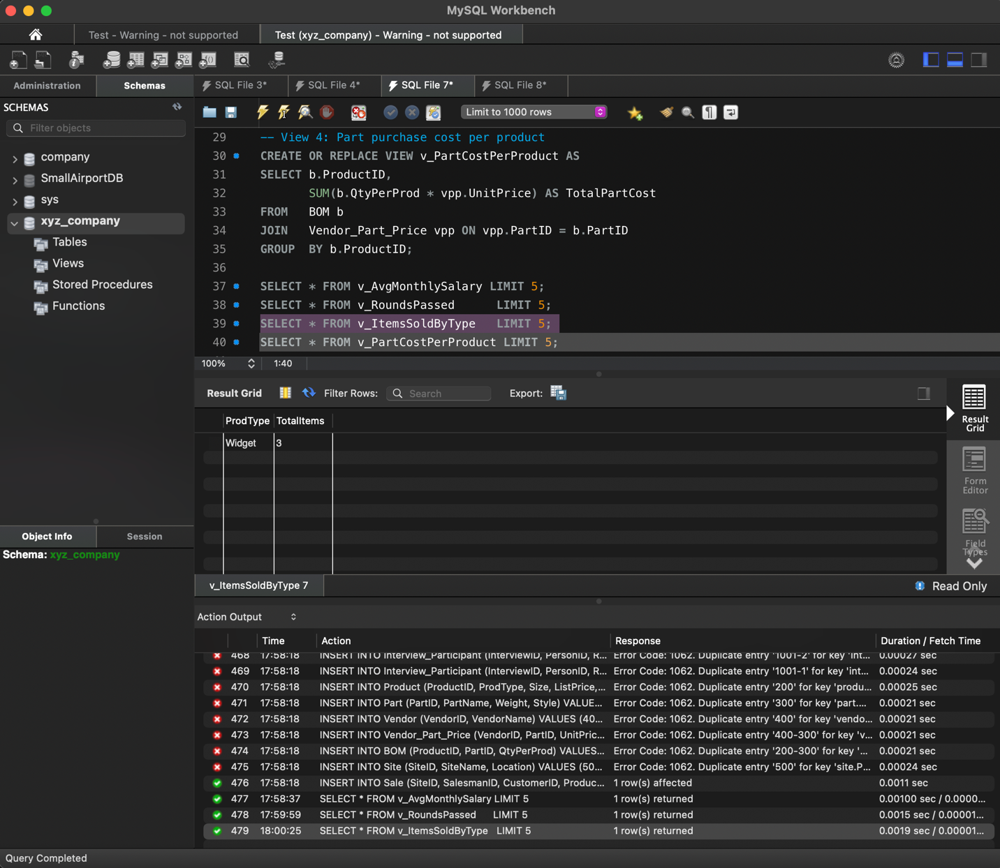 MySQL Workbench
Test - Warning - not supported
Test (xyz_company) - Warning - not supported
Administration
Schemas
SQL File 3*
SQL File 4*
SQL File 7*
SQL File 8*
SCHEMAS
Filter objects
company
SmallAirportDB
sys
xyz_company
Tables
Views
Stored Procedures
Functions
Limit to 1000 rows
29 -- View 4: Part purchase cost per product
30 CREATE OR REPLACE VIEW v_PartCostPerProduct AS
31 SELECT b.ProductID,
32 SUM(b.QtyPerProd * vpp.UnitPrice) AS TotalPartCost
33 FROM BOM b
34 JOIN Vendor_Part_Price vpp ON vpp.PartID = b.PartID
35 GROUP BY b.ProductID;
36
37 SELECT * FROM v_AvgMonthlySalary LIMIT 5;
38 SELECT * FROM v_RoundsPassed LIMIT 5;
39 SELECT * FROM v_ItemsSoldByType LIMIT 5;
40 SELECT * FROM v_PartCostPerProduct LIMIT 5;
100% 1:40
Result Grid Filter Rows: Search Export:
ProdType TotalItems
Widget 3
Result
Grid
Form
Editor
Field
Types
Object Info
Session
Schema: xyz_company
v_ItemsSoldByType 7
Read Only
Action Output
Time Action Response Duration / Fetch Time
468 17:58:18 INSERT INTO Interview_Participant (InterviewID, PersonID, R... Error Code: 1062. Duplicate entry '1001-2' for key 'int... 0.00027 sec
469 17:58:18 INSERT INTO Interview_Participant (InterviewID, PersonID, R... Error Code: 1062. Duplicate entry '1001-1' for key 'int... 0.00024 sec
470 17:58:18 INSERT INTO Product (ProductID, ProdType, Size, ListPrice,... Error Code: 1062. Duplicate entry '200' for key 'produ... 0.00025 sec
471 17:58:18 INSERT INTO Part (PartID, PartName, Weight, Style) VALUE... Error Code: 1062. Duplicate entry '300' for key 'part.... 0.00021 sec
472 17:58:18 INSERT INTO Vendor (VendorID, VendorName) VALUES (40... Error Code: 1062. Duplicate entry '400' for key 'vendo... 0.00021 sec
473 17:58:18 INSERT INTO Vendor_Part_Price (VendorID, PartID, UnitPric... Error Code: 1062. Duplicate entry '400-300' for key 'v... 0.00021 sec
474 17:58:18 INSERT INTO BOM (ProductID, PartID, QtyPerProd) VALUES... Error Code: 1062. Duplicate entry '200-300' for key '... 0.00021 sec
475 17:58:18 INSERT INTO Site (SiteID, SiteName, Location) VALUES (50... Error Code: 1062. Duplicate entry '500' for key 'site.P... 0.00024 sec
476 17:58:18 INSERT INTO Sale (SiteID, SalesmanID, CustomerID, Produc... 1 row(s) affected 0.0011 sec
477 17:58:37 SELECT * FROM v_AvgMonthlySalary LIMIT 5 1 row(s) returned 0.00100 sec / 0.0000...
478 17:59:59 SELECT * FROM v_RoundsPassed LIMIT 5 1 row(s) returned 0.0015 sec / 0.00001...
479 18:00:25 SELECT * FROM v_ItemsSoldByType LIMIT 5 1 row(s) returned 0.0019 sec / 0.00001...
Query Completed